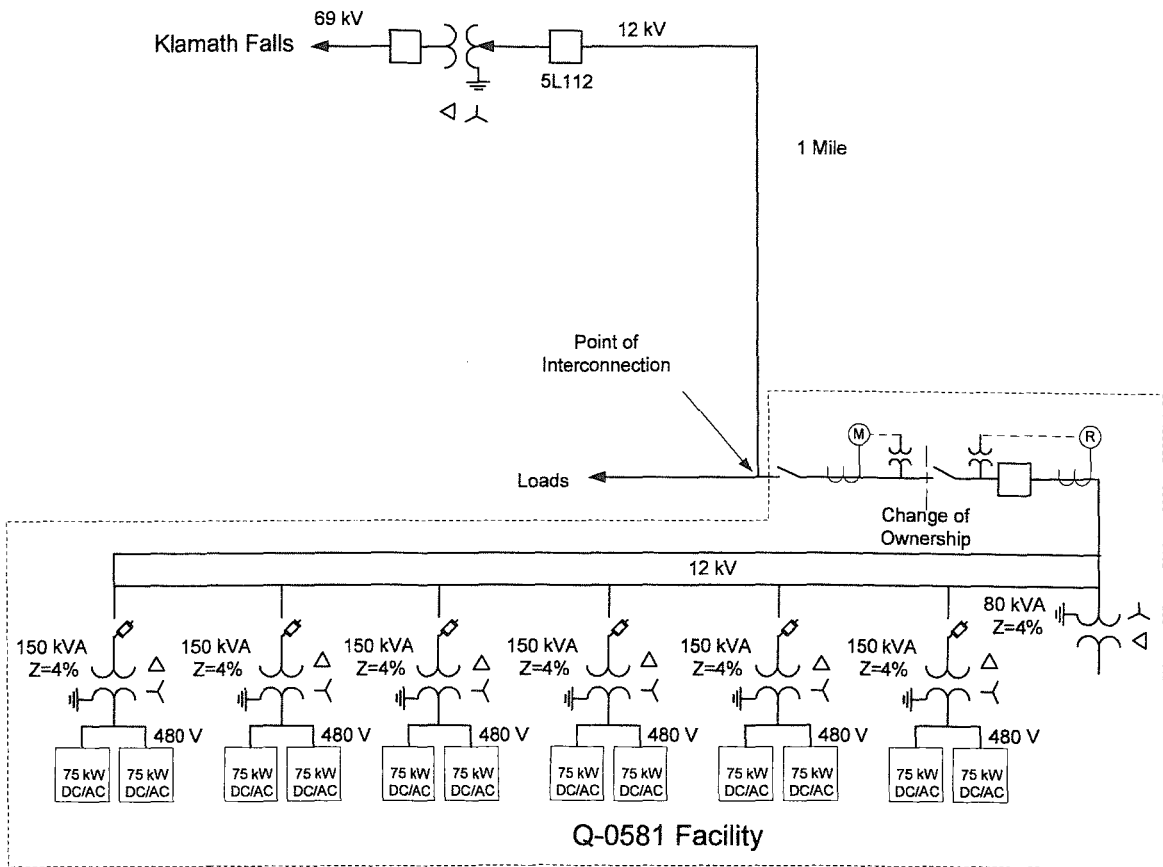 69 kV
Klamath Falls
12 kV
5L112
1 Mile
Point of
Interconnection
M
R
Loads
Change of
Ownership
12 kV
80 kVA
Z=4%
150 kVA
Z=4%
150 kVA
Z=4%
150 kVA
Z=4%
150 kVA
Z=4%
150 kVA
Z=4%
150 kVA
Z=4%
480 V
480 V
480 V
480 V
480 V
480 V
75 kW
DC/AC
75 kW
DC/AC
75 kW
DC/AC
75 kW
DC/AC
75 kW
DC/AC
75 kW
DC/AC
75 kW
DC/AC
75 kW
DC/AC
75 kW
DC/AC
75 kW
DC/AC
75 kW
DC/AC
75 kW
DC/AC
Q-0581 Facility